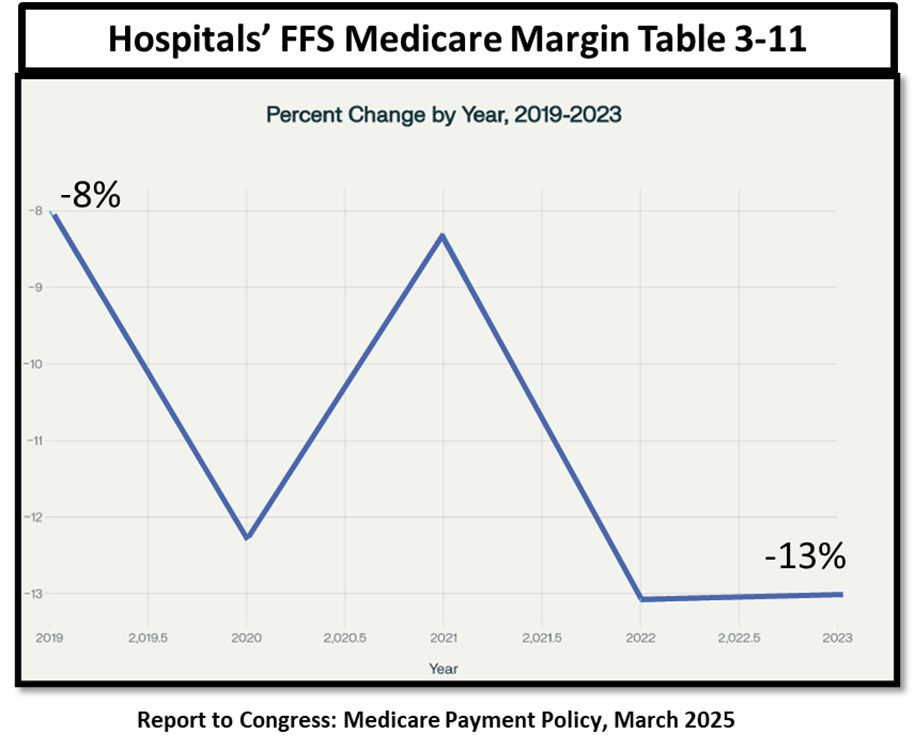 Hospitals’ FFS Medicare Margin Table 3-11
Percent Change by Year, 2019-2023
-8%
-8
-9
-10
-11
-12
-13%
-13
2019 2,019.5 2020 2,020.5 2021 2,021.5 2022 2,022.5 2023
Year
Report to Congress: Medicare Payment Policy, March 2025